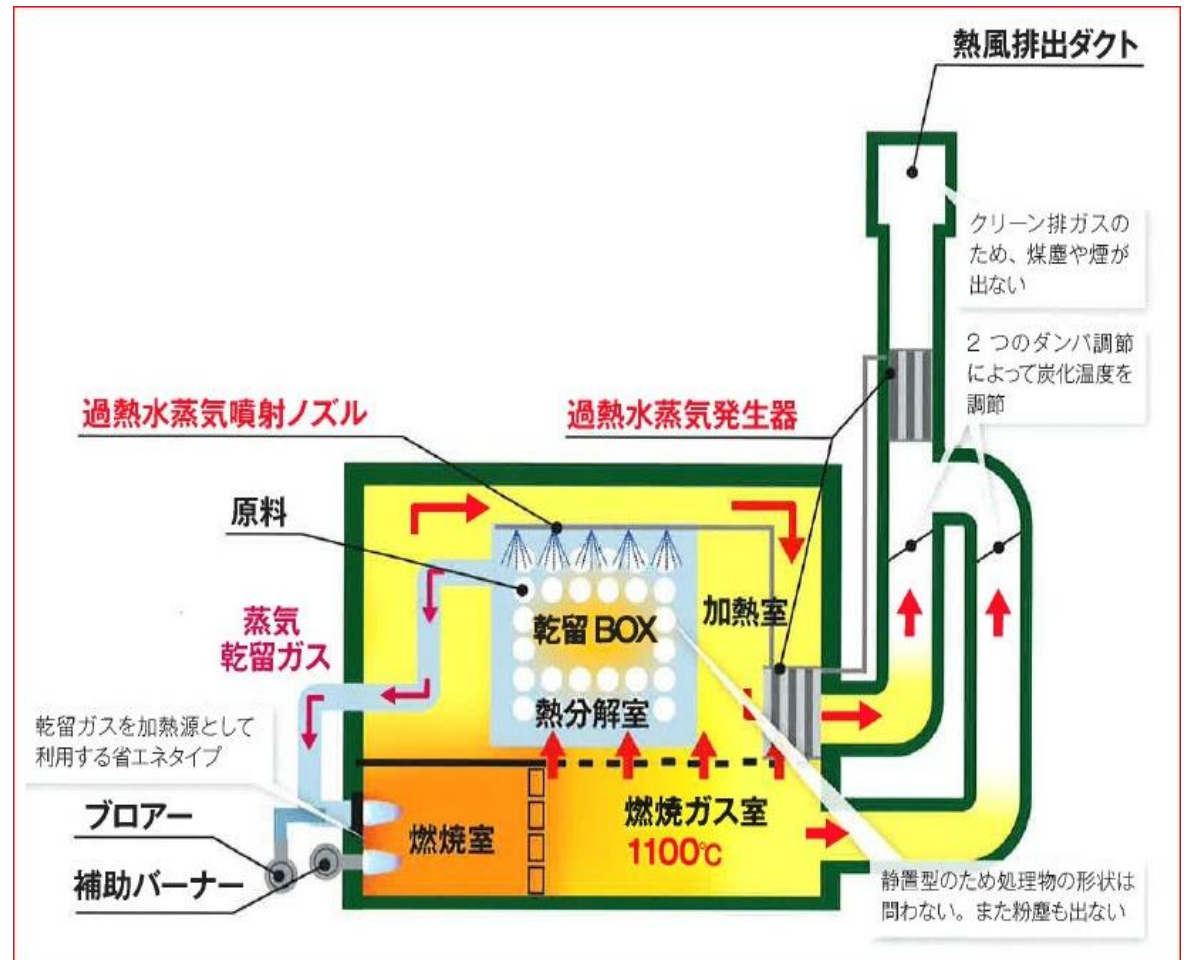 熱風排出ダクト
クリーン排ガスの
ため、煤塵や煙が
出ない
2 つのダンパ調節
によって炭化温度を
調節
過熱水蒸気噴射ノズル
過熱水蒸気発生器
原料
加熱室
乾留 BOX
蒸気
乾留ガス
熱分解室
乾留ガスを加熱源として
利用する省エネタイプ
ブロアー
燃焼室
燃焼ガス室
1100℃
補助バーナー
静置型のため処理物の形状は
問わない。また粉塵も出ない